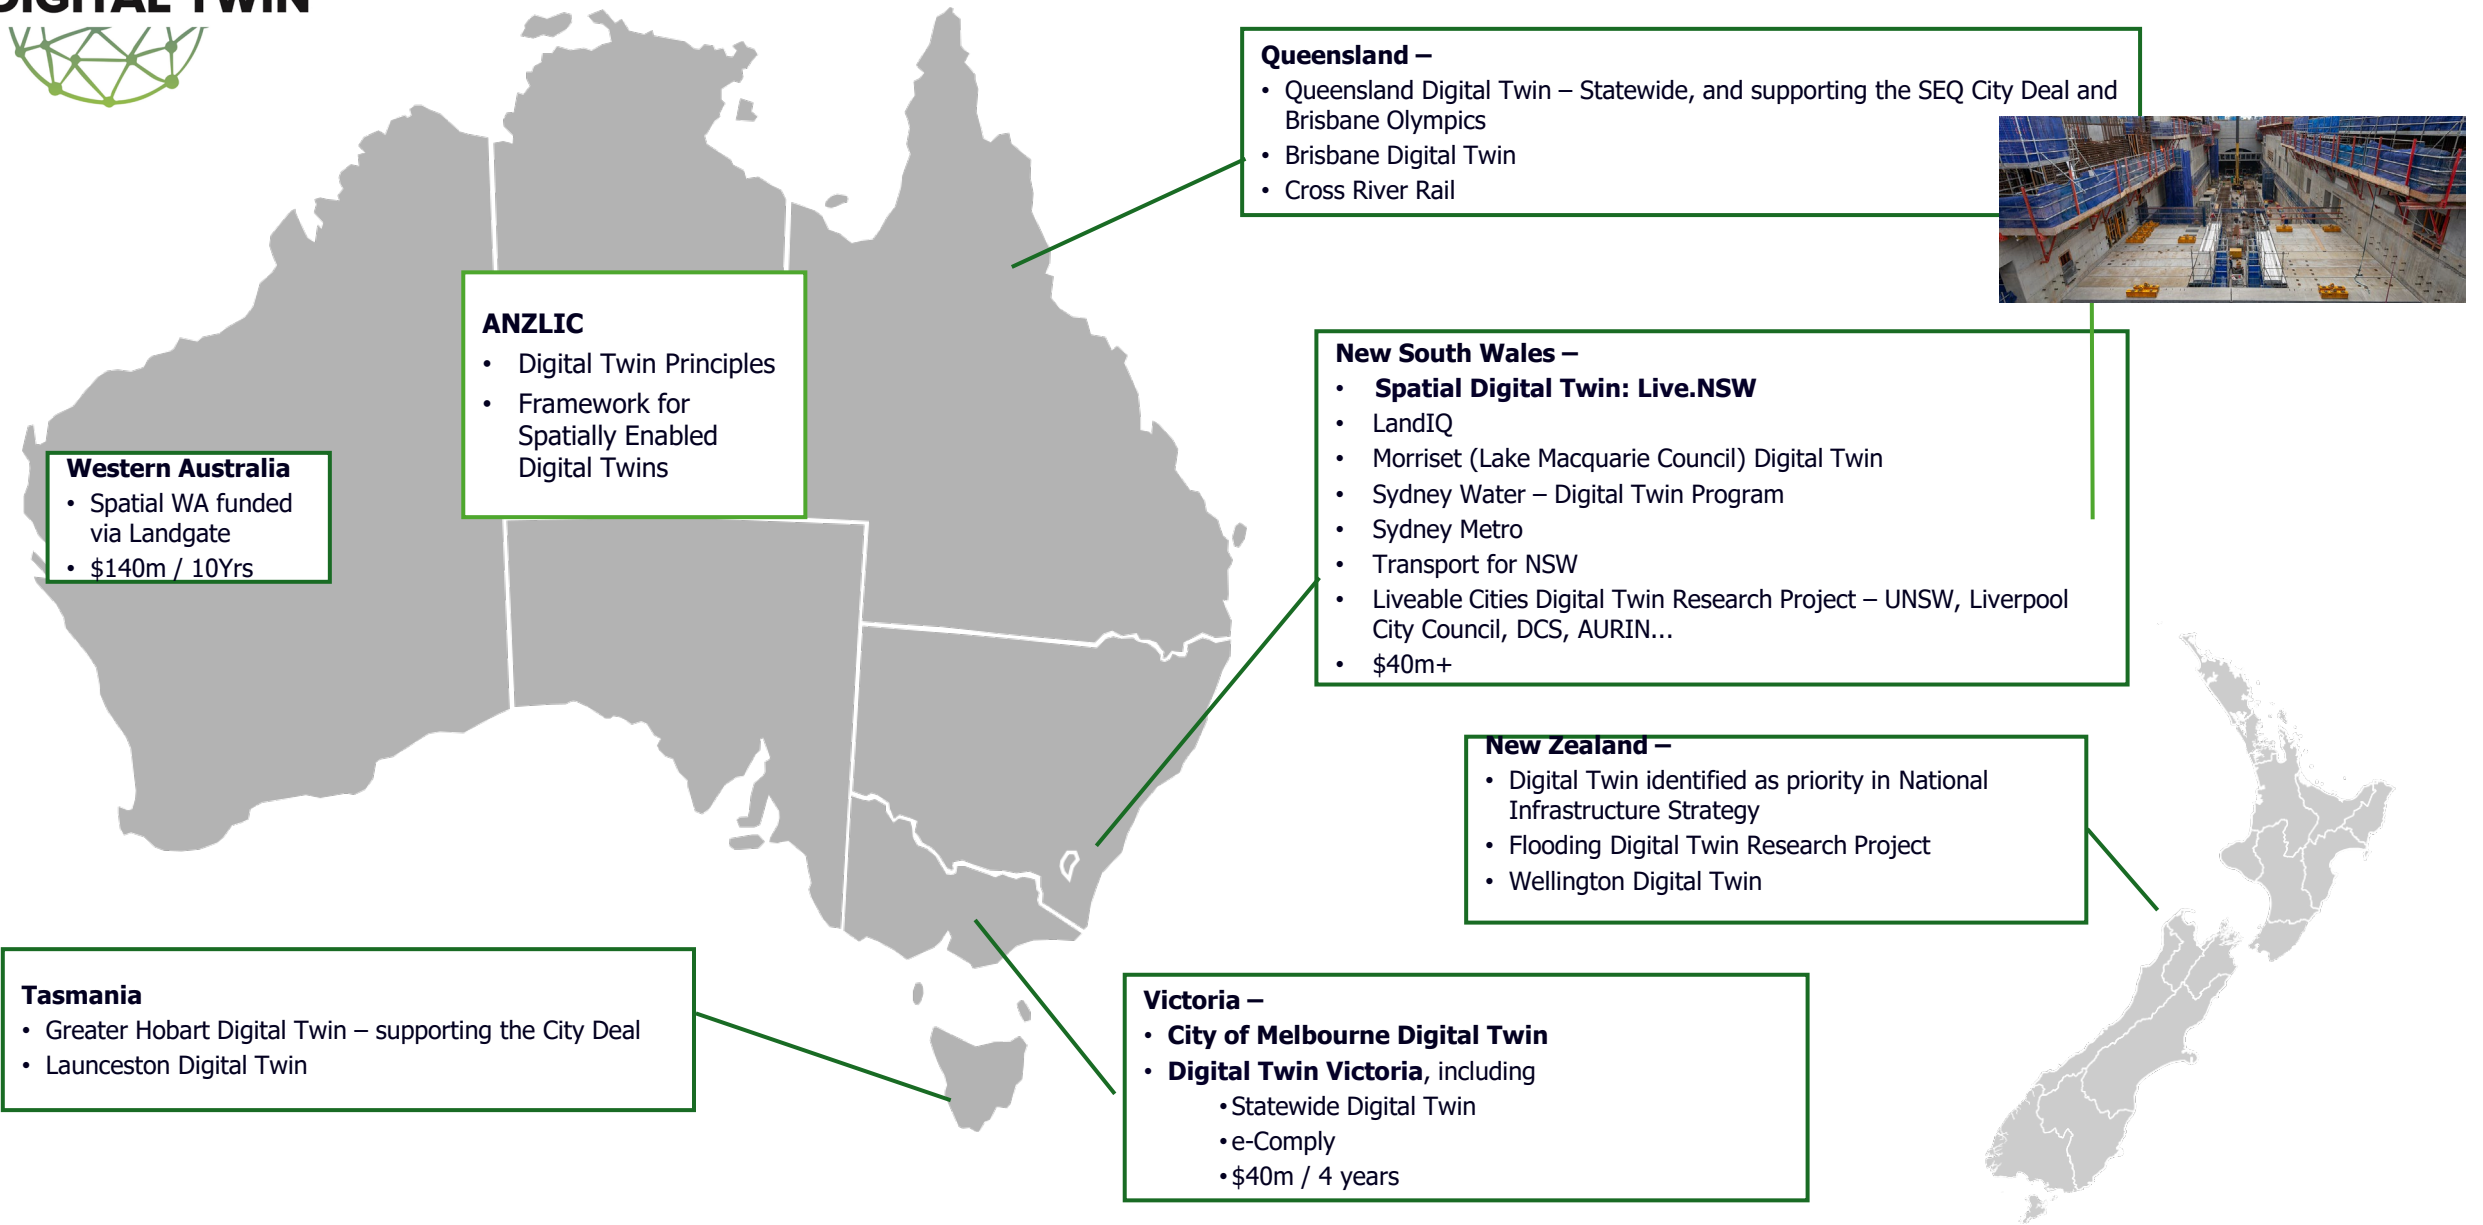 DIGITAL TWIN
Queensland –
• Queensland Digital Twin – Statewide, and supporting the SEQ City Deal and
Brisbane Olympics
• Brisbane Digital Twin
• Cross River Rail
ANZLIC
• Digital Twin Principles
• Framework for
Spatially Enabled
Digital Twins
New South Wales –
• Spatial Digital Twin: Live.NSW
• LandIQ
• Morriset (Lake Macquarie Council) Digital Twin
• Sydney Water – Digital Twin Program
• Sydney Metro
• Transport for NSW
• Liveable Cities Digital Twin Research Project – UNSW, Liverpool
City Council, DCS, AURIN...
• $40m+
Western Australia
• Spatial WA funded
via Landgate
• $140m / 10Yrs
New Zealand –
• Digital Twin identified as priority in National
Infrastructure Strategy
• Flooding Digital Twin Research Project
• Wellington Digital Twin
Tasmania
• Greater Hobart Digital Twin – supporting the City Deal
• Launceston Digital Twin
Victoria –
• City of Melbourne Digital Twin
• Digital Twin Victoria, including
• Statewide Digital Twin
• e-Comply
• $40m / 4 years